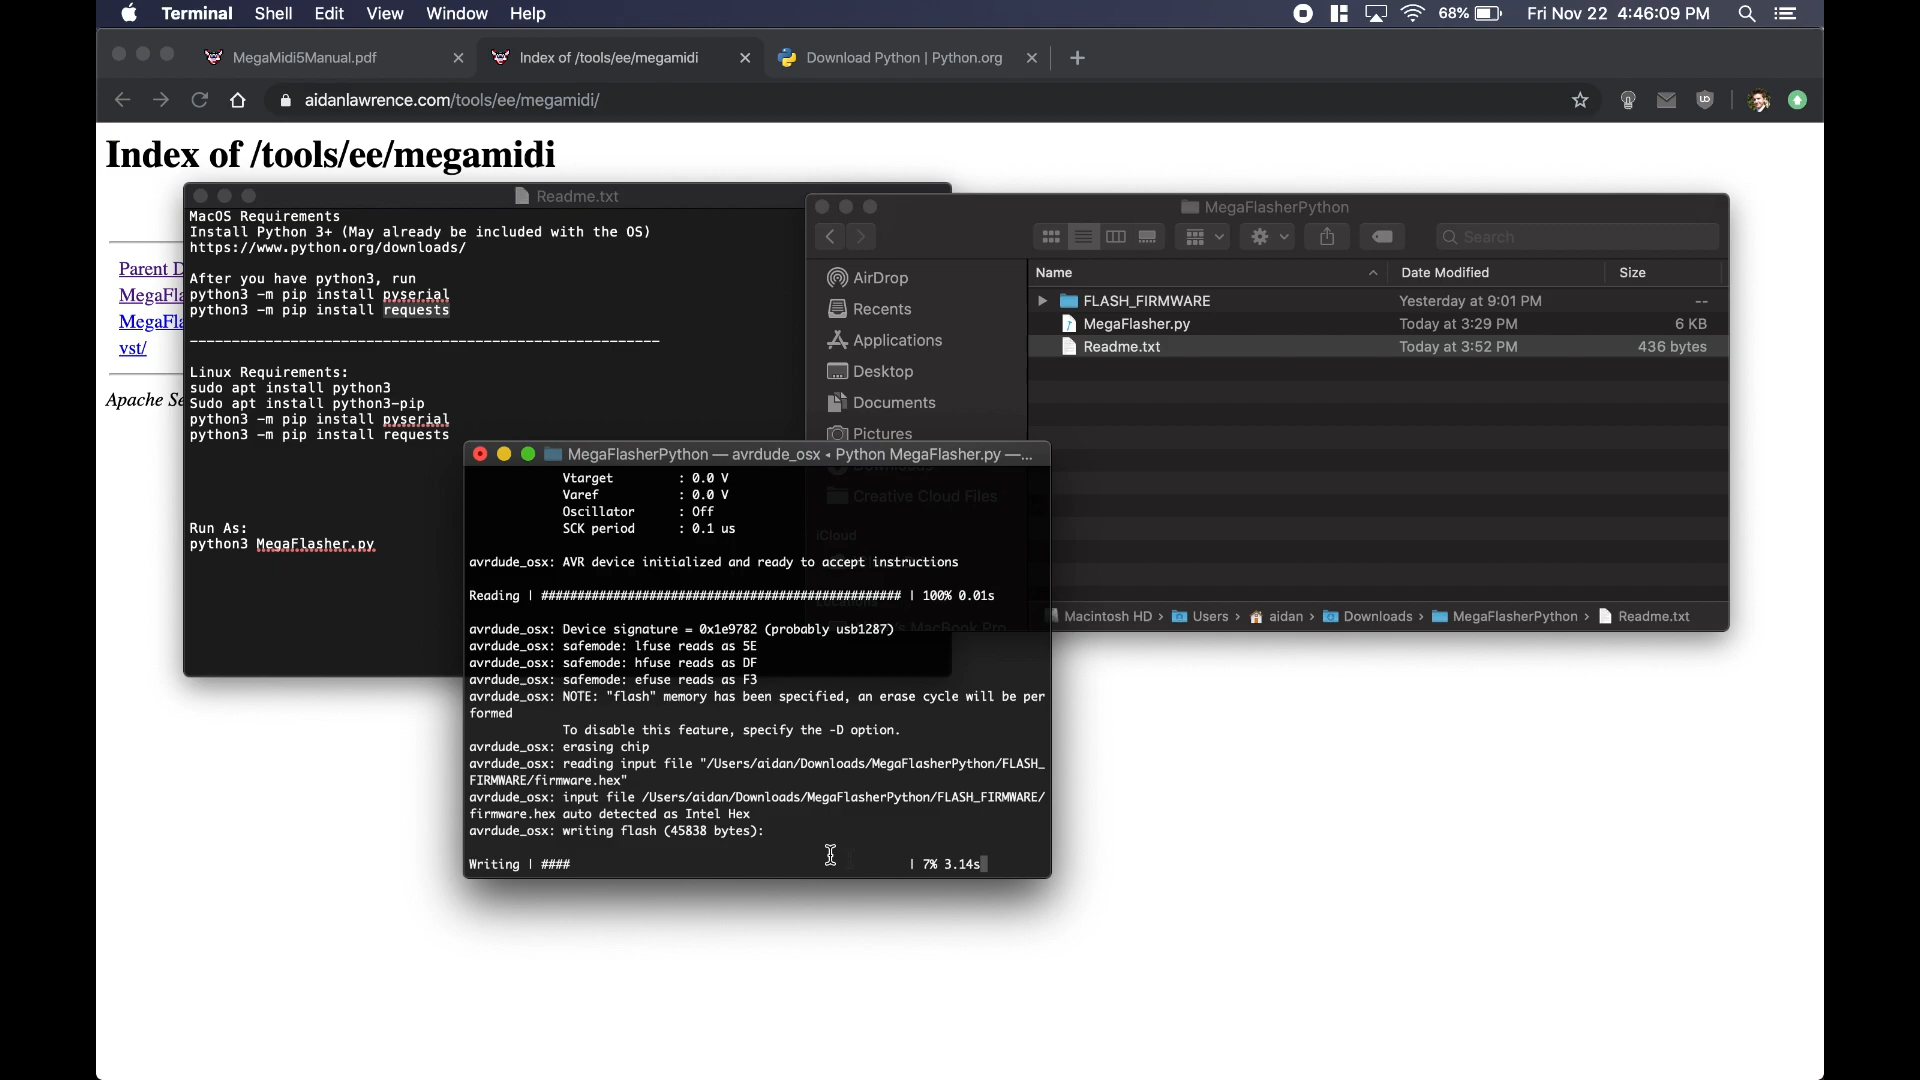 Terminal Shell Edit View Window Help 68% Fri Nov 22 4:46:09 PM
MegaMidi5Manual.pdf Index of /tools/ee/megamidi Download Python | Python.org
aidanlawrence.com/tools/ee/megamidi/
Index of /tools/ee/megamidi
Parent D
MegaFla
MegaFla
vst/
Apache Se
Readme.txt
MacOS Requirements
Install Python 3+ (May already be included with the OS)
https://www.python.org/downloads/
After you have python3, run
python3 -m pip install pyserial
python3 -m pip install requests
------------------------------------------------------
Linux Requirements:
sudo apt install python3
Sudo apt install python3-pip
python3 -m pip install pyserial
python3 -m pip install requests
Run As:
python3 MegaFlasher.py
MegaFlasherPython
Search
AirDrop
Recents
Applications
Desktop
Documents
Pictures
Downloads
Creative Cloud Files
iCloud
Locations
's MacBook Pro
Name Date Modified Size
FLASH_FIRMWARE Yesterday at 9:01 PM --
MegaFlasher.py Today at 3:29 PM 6 KB
Readme.txt Today at 3:52 PM 436 bytes
Macintosh HD › Users › aidan › Downloads › MegaFlasherPython › Readme.txt
MegaFlasherPython — avrdude_osx ◂ Python MegaFlasher.py —...
Vtarget : 0.0 V
Varef : 0.0 V
Oscillator : Off
SCK period : 0.1 us
avrdude_osx: AVR device initialized and ready to accept instructions
Reading | ################################################## | 100% 0.01s
avrdude_osx: Device signature = 0x1e9782 (probably usb1287)
avrdude_osx: safemode: lfuse reads as 5E
avrdude_osx: safemode: hfuse reads as DF
avrdude_osx: safemode: efuse reads as F3
avrdude_osx: NOTE: "flash" memory has been specified, an erase cycle will be per
formed
To disable this feature, specify the -D option.
avrdude_osx: erasing chip
avrdude_osx: reading input file "/Users/aidan/Downloads/MegaFlasherPython/FLASH_
FIRMWARE/firmware.hex"
avrdude_osx: input file /Users/aidan/Downloads/MegaFlasherPython/FLASH_FIRMWARE/
firmware.hex auto detected as Intel Hex
avrdude_osx: writing flash (45838 bytes):
Writing | #### | 7% 3.14s